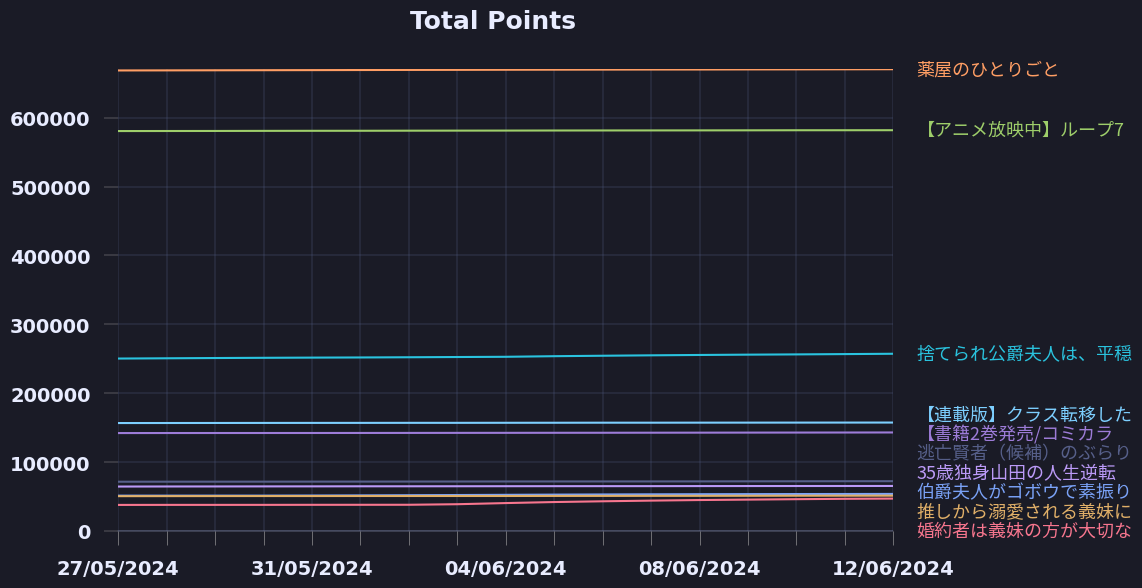 Total Points
薬屋のひとりごと
600000
【アニメ放映中】ループ7
500000
400000
300000
捨てられ公爵夫人は、平穏
200000
【連載版】クラス転移した
【書籍2巻発売/コミカラ
逃亡賢者（候補）のぶらり
100000
35歳独身山田の人生逆転
伯爵夫人がゴボウで素振り
推しから溺愛される義妹に
婚約者は義妹の方が大切な
0
27/05/2024 31/05/2024 04/06/2024 08/06/2024 12/06/2024